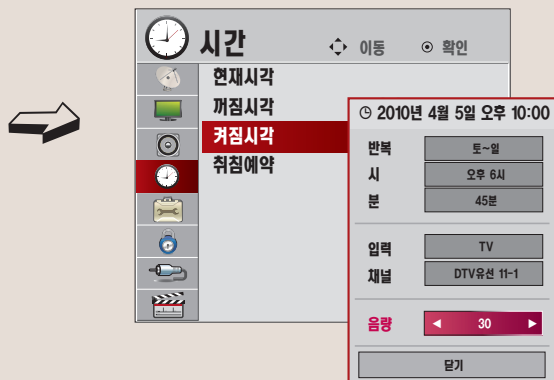 시간 이동 확인
현재시각
꺼짐시각
켜짐시각
취침예약
2010년 4월 5일 오후 10:00
반복 토~일
시 오후 6시
분 45분
입력 TV
채널 DTV유선 11-1
음량 30
닫기